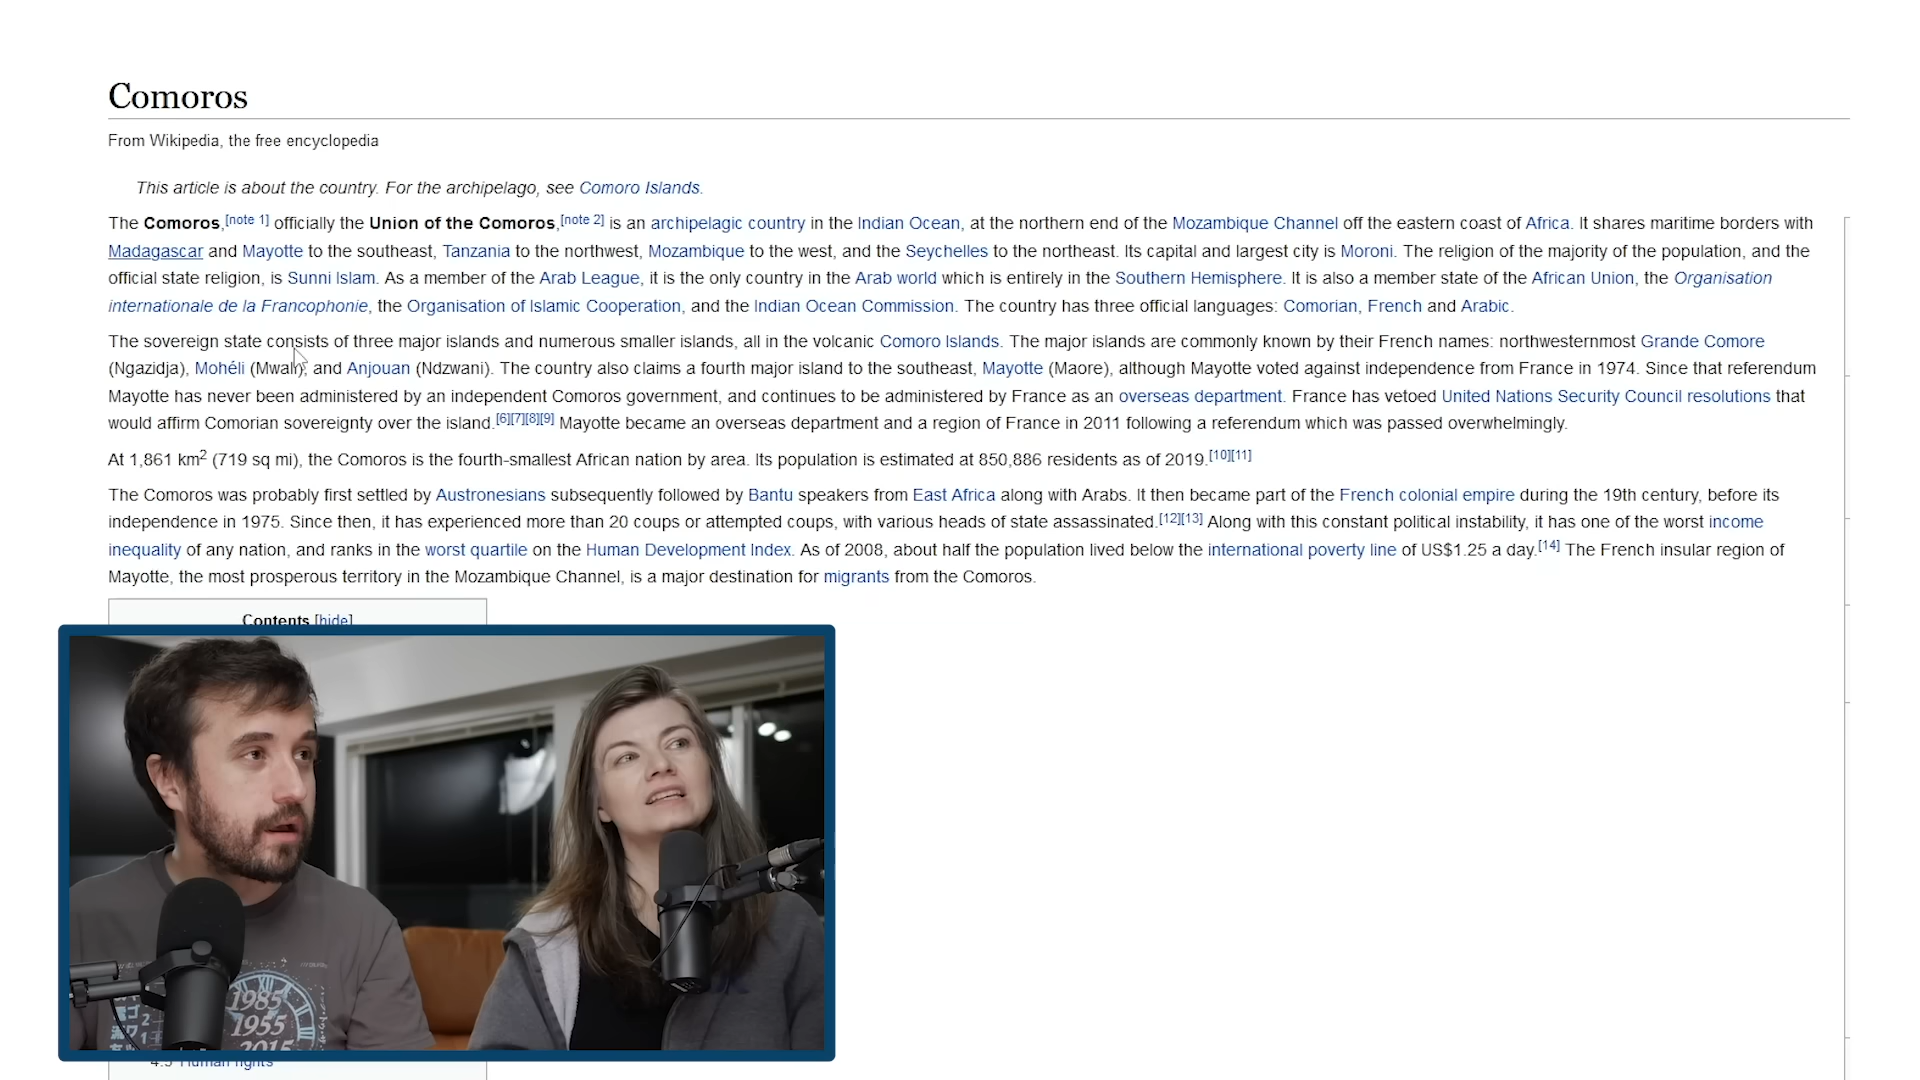 Comoros
From Wikipedia, the free encyclopedia
This article is about the country. For the archipelago, see Comoro Islands.
The Comoros,[note 1] officially the Union of the Comoros,[note 2] is an archipelagic country in the Indian Ocean, at the northern end of the Mozambique Channel off the eastern coast of Africa. It shares maritime borders with
Madagascar and Mayotte to the southeast, Tanzania to the northwest, Mozambique to the west, and the Seychelles to the northeast. Its capital and largest city is Moroni. The religion of the majority of the population, and the
official state religion, is Sunni Islam. As a member of the Arab League, it is the only country in the Arab world which is entirely in the Southern Hemisphere. It is also a member state of the African Union, the Organisation
internationale de la Francophonie, the Organisation of Islamic Cooperation, and the Indian Ocean Commission. The country has three official languages: Comorian, French and Arabic.
The sovereign state consists of three major islands and numerous smaller islands, all in the volcanic Comoro Islands. The major islands are commonly known by their French names: northwesternmost Grande Comore
(Ngazidja), Mohéli (Mwali), and Anjouan (Ndzwani). The country also claims a fourth major island to the southeast, Mayotte (Maore), although Mayotte voted against independence from France in 1974. Since that referendum
Mayotte has never been administered by an independent Comoros government, and continues to be administered by France as an overseas department. France has vetoed United Nations Security Council resolutions that
would affirm Comorian sovereignty over the island.[6][7][8][9] Mayotte became an overseas department and a region of France in 2011 following a referendum which was passed overwhelmingly.
At 1,861 km2 (719 sq mi), the Comoros is the fourth-smallest African nation by area. Its population is estimated at 850,886 residents as of 2019.[10][11]
The Comoros was probably first settled by Austronesians subsequently followed by Bantu speakers from East Africa along with Arabs. It then became part of the French colonial empire during the 19th century, before its
independence in 1975. Since then, it has experienced more than 20 coups or attempted coups, with various heads of state assassinated.[12][13] Along with this constant political instability, it has one of the worst income
inequality of any nation, and ranks in the worst quartile on the Human Development Index. As of 2008, about half the population lived below the international poverty line of US$1.25 a day.[14] The French insular region of
Mayotte, the most prosperous territory in the Mozambique Channel, is a major destination for migrants from the Comoros.
Contents [hide]
1985
1955
2015
4.5 Human rights